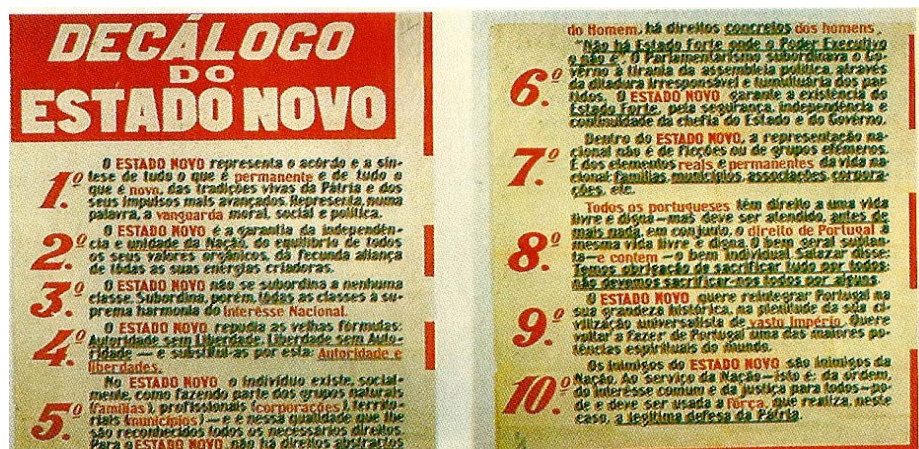 DECÁLOGO
DO
ESTADO NOVO
1.º
O ESTADO NOVO representa o acôrdo e a sín-
tese de tudo o que é permanente e de tudo o
que é novo, das tradições vivas da Pátria e dos
seus impulsos mais avançados. Representa, numa
palavra, a vanguarda moral, social e política.
2.º
O ESTADO NOVO é a garantia da independên-
cia e unidade da Nação, do equilíbrio de todos
os seus valores orgânicos, da fecunda aliança
de tôdas as suas energias criadoras.
3.º
O ESTADO NOVO não se subordina a nenhuma
classe. Subordina, porém, tôdas as classes à su-
prema harmonia do Interêsse Nacional.
4.º
O ESTADO NOVO repudia as velhas fórmulas:
Autoridade sem Liberdade, Liberdade sem Auto-
ridade — e substitui-as por esta: Autoridade e
liberdades.
5.º
No ESTADO NOVO o indivíduo existe, social-
mente, como fazendo parte dos grupos naturais
(famílias), profissionais (corporações), territo-
riais (municípios) — e é nessa qualidade que lhe
são reconhecidos todos os necessários direitos.
Para o ESTADO NOVO, não há direitos abstractos
do Homem, há direitos concretos dos homens.
6.º
"Não há Estado Forte onde o Poder Executivo
o não é". O Parlamentarismo subordinava o Go-
vêrno à tirania da assembleia política, através
da ditadura irresponsável e tumultuária dos par-
tidos. O ESTADO NOVO garante a existência do
Estado Forte, pela segurança, independência e
continuidade da chefia do Estado e do Govêrno.
7.º
Dentro do ESTADO NOVO, a representação na-
cional não é de ficções ou de grupos efémeros.
É dos elementos reais e permanentes da vida na-
cional: famílias, municípios, associações, corpora-
ções, etc.
8.º
Todos os portugueses têm direito a uma vida
livre e digna — mas deve ser atendida, antes de
mais nada, em conjunto, o direito de Portugal à
mesma vida livre e digna. O bem geral suplan-
ta — e contem — o bem individual. Salazar disse:
Temos obrigação de sacrificar tudo por todos:
não devemos sacrificar-nos todos por alguns.
9.º
O ESTADO NOVO quere reintegrar Portugal na
sua grandeza histórica, na plenitude da sua ci-
vilização universalista de vasto império. Quere
voltar a fazer de Portugal uma das maiores po-
tências espirituais do mundo.
10.º
Os inimigos do ESTADO NOVO são inimigos da
Nação. Ao serviço da Nação — isto é: da ordem,
do interêsse comum e da justiça para todos — po-
de e deve ser usada a fôrça, que realiza, neste
caso, a legítima defesa da Pátria.